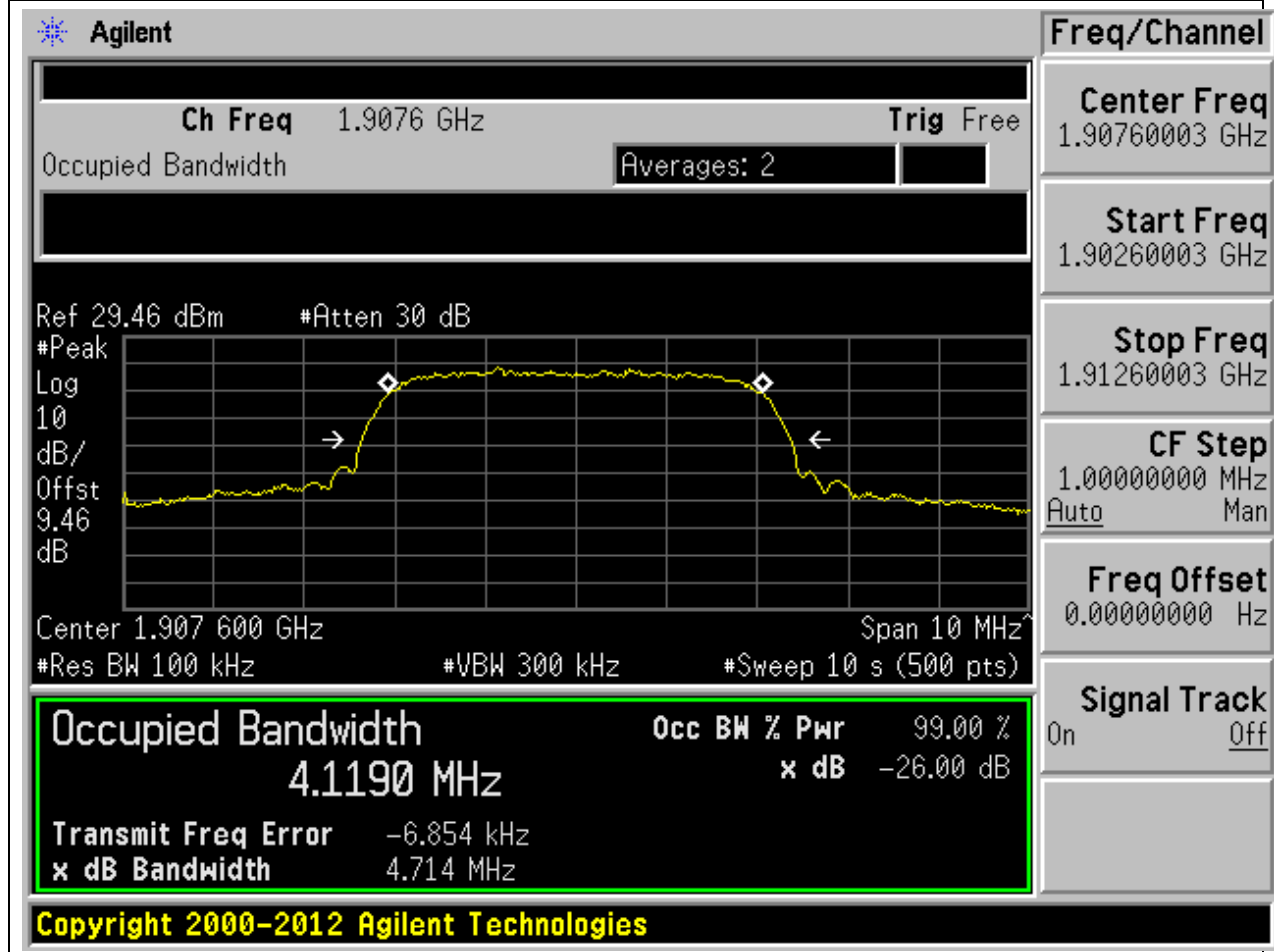 Agilent
Freq/Channel
Ch Freq 1.9076 GHz Trig Free
Occupied Bandwidth Averages: 2
Ref 29.46 dBm #Atten 30 dB
#Peak
Log
10
dB/
Offst
9.46
dB
Center 1.907 600 GHz Span 10 MHz^
#Res BW 100 kHz #VBW 300 kHz #Sweep 10 s (500 pts)
Occupied Bandwidth Occ BW % Pwr 99.00 %
4.1190 MHz x dB -26.00 dB
Transmit Freq Error -6.854 kHz
x dB Bandwidth 4.714 MHz
Copyright 2000-2012 Agilent Technologies
Center Freq
1.90760003 GHz
Start Freq
1.90260003 GHz
Stop Freq
1.91260003 GHz
CF Step
1.00000000 MHz
Auto Man
Freq Offset
0.00000000 Hz
Signal Track
On Off